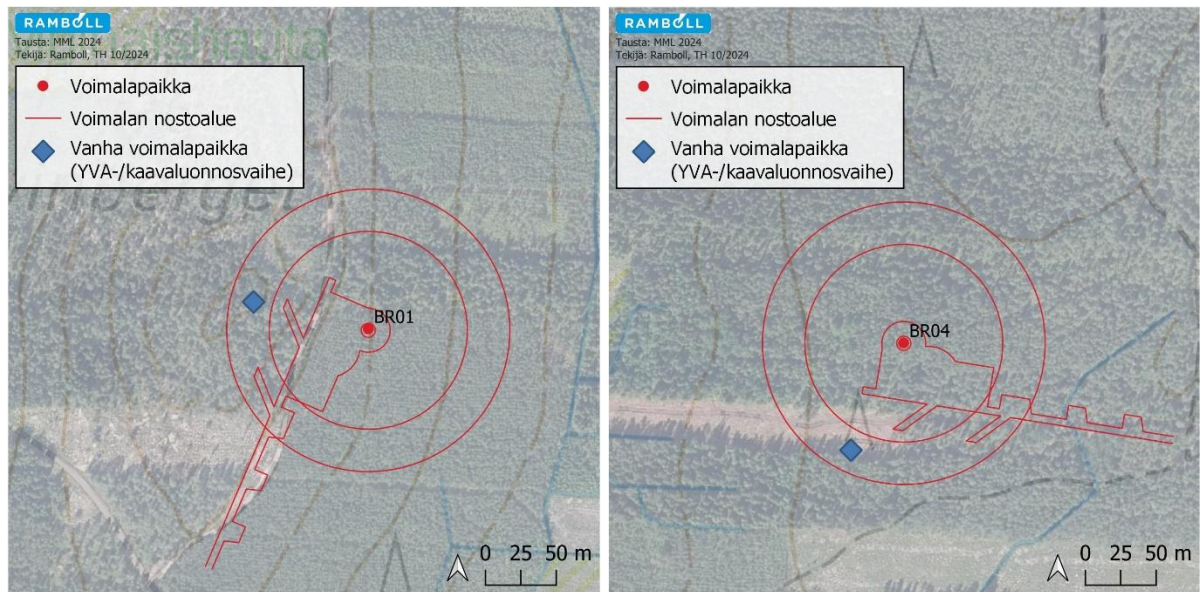 RAMBOLL
Tausta: MML 2024
Tekijä: Ramboll, TH 10/2024
Voimalapaikka
Voimalan nostoalue
Vanha voimalapaikka
(YVA-/kaavaluonnosvaihe)
BR01
0 25 50 m
RAMBOLL
Tausta: MML 2024
Tekijä: Ramboll, TH 10/2024
Voimalapaikka
Voimalan nostoalue
Vanha voimalapaikka
(YVA-/kaavaluonnosvaihe)
BR04
0 25 50 m